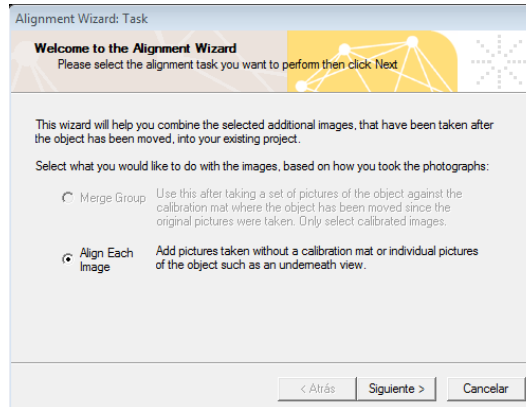 Alignment Wizard: Task
Welcome to the Alignment Wizard
Please select the alignment task you want to perform then click Next
This wizard will help you combine the selected additional images, that have been taken after
the object has been moved, into your existing project.
Select what you would like to do with the images, based on how you took the photographs:
Merge Group
Use this after taking a set of pictures of the object against the
calibration mat where the object has been moved since the
original pictures were taken. Only select calibrated images.
Align Each
Image
Add pictures taken without a calibration mat or individual pictures
of the object such as an underneath view.
< Atrás
Siguiente >
Cancelar